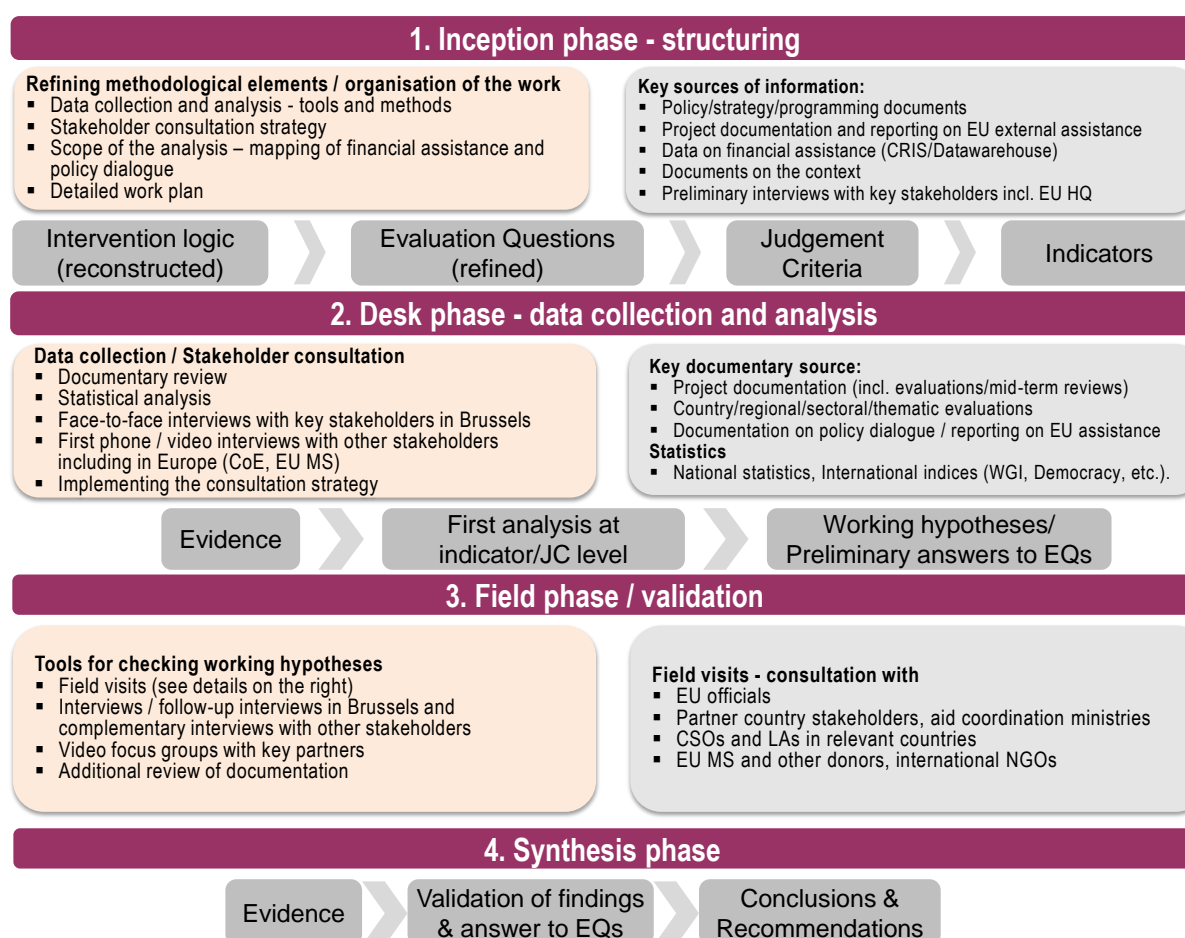 1. Inception phase - structuring
Refining methodological elements / organisation of the work
▪ Data collection and analysis - tools and methods
▪ Stakeholder consultation strategy
▪ Scope of the analysis – mapping of financial assistance and
policy dialogue
▪ Detailed work plan
Key sources of information:
▪ Policy/strategy/programming documents
▪ Project documentation and reporting on EU external assistance
▪ Data on financial assistance (CRIS/Datawarehouse)
▪ Documents on the context
▪ Preliminary interviews with key stakeholders incl. EU HQ
Intervention logic
(reconstructed)
Evaluation Questions
(refined)
Judgement
Criteria
Indicators
2. Desk phase - data collection and analysis
Data collection / Stakeholder consultation
▪ Documentary review
▪ Statistical analysis
▪ Face-to-face interviews with key stakeholders in Brussels
▪ First phone / video interviews with other stakeholders
including in Europe (CoE, EU MS)
▪ Implementing the consultation strategy
Key documentary source:
▪ Project documentation (incl. evaluations/mid-term reviews)
▪ Country/regional/sectoral/thematic evaluations
▪ Documentation on policy dialogue / reporting on EU assistance
Statistics
▪ National statistics, International indices (WGI, Democracy, etc.).
Evidence
First analysis at
indicator/JC level
Working hypotheses/
Preliminary answers to EQs
3. Field phase / validation
Tools for checking working hypotheses
▪ Field visits (see details on the right)
▪ Interviews / follow-up interviews in Brussels and
complementary interviews with other stakeholders
▪ Video focus groups with key partners
▪ Additional review of documentation
Field visits - consultation with
▪ EU officials
▪ Partner country stakeholders, aid coordination ministries
▪ CSOs and LAs in relevant countries
▪ EU MS and other donors, international NGOs
4. Synthesis phase
Evidence
Validation of findings
& answer to EQs
Conclusions &
Recommendations